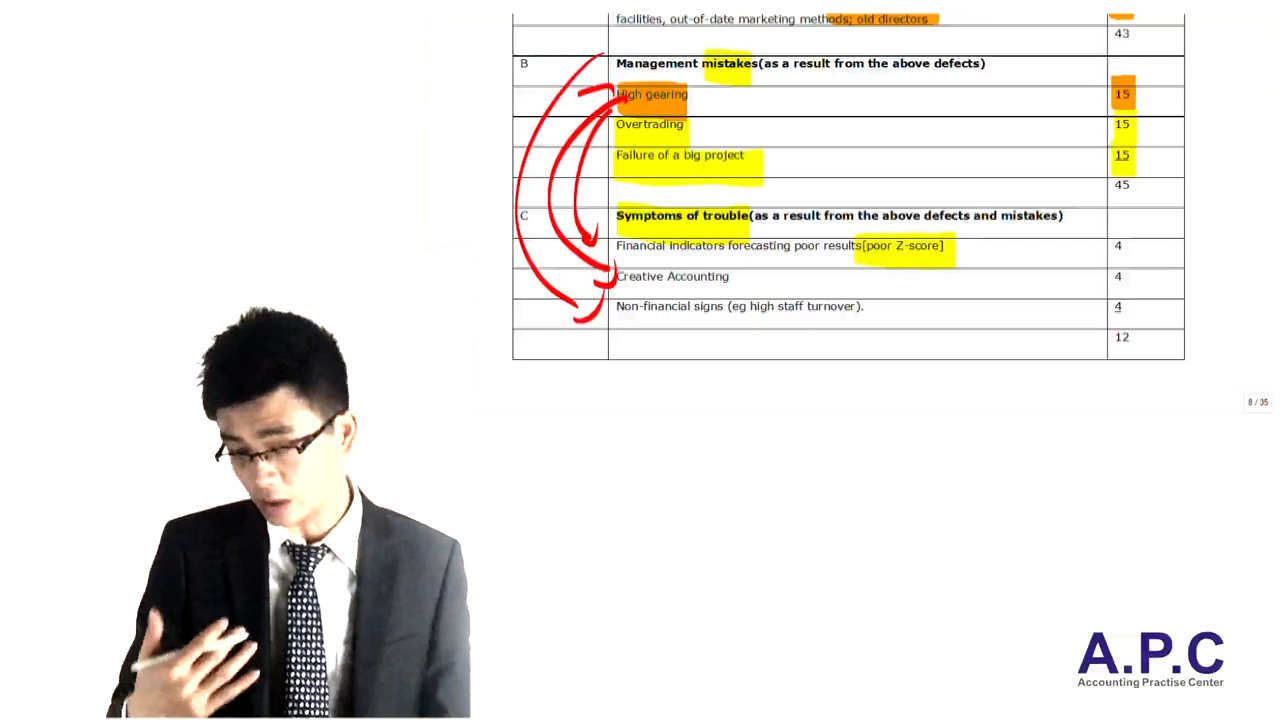 facilities, out-of-date marketing methods; old directors
43
B Management mistakes(as a result from the above defects)
High gearing 15
Overtrading 15
Failure of a big project 15
45
C Symptoms of trouble(as a result from the above defects and mistakes)
Financial indicators forecasting poor results[poor Z-score] 4
Creative Accounting 4
Non-financial signs (eg high staff turnover). 4
12
8 / 35
A.P.C
Accounting Practise Center